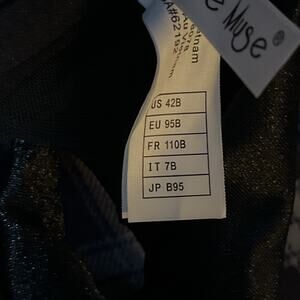 Muse®
US 42B
EU 95B
FR 110B
IT 7B
JP B95